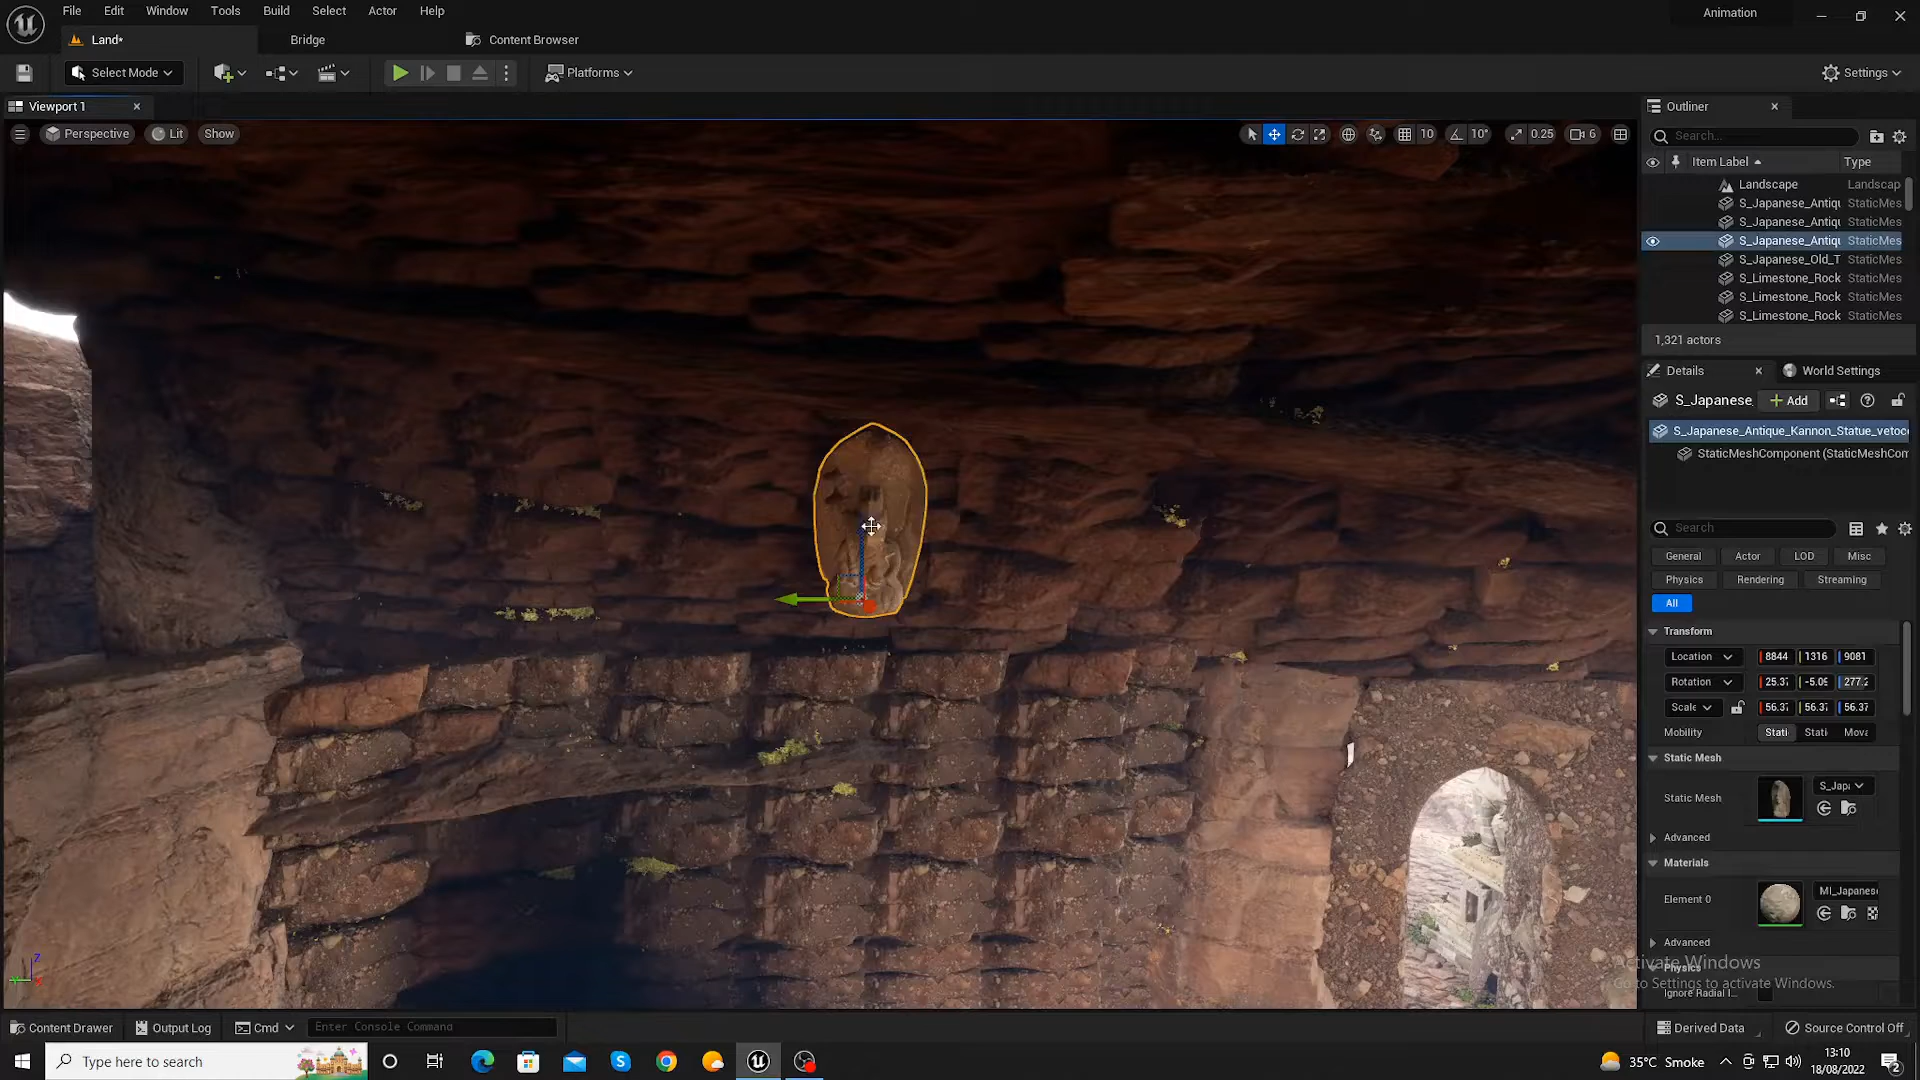 File Edit Window Tools Build Select Actor Help
Animation
Land*
Bridge
Content Browser
Select Mode
Platforms
Settings
Viewport 1
Perspective
Lit
Show
10
10°
0.25
6
Outliner
Search...
Item Label
Type
Landscape Landscap
S_Japanese_Antiqu StaticMes
S_Japanese_Antiqu StaticMes
S_Japanese_Antiqu StaticMes
S_Japanese_Old_T StaticMes
S_Limestone_Rock StaticMes
S_Limestone_Rock StaticMes
S_Limestone_Rock StaticMes
1,321 actors
Details
World Settings
S_Japanese_
Add
S_Japanese_Antique_Kannon_Statue_vetoc
StaticMeshComponent (StaticMeshCom
Search
General Actor LOD Misc
Physics Rendering Streaming
All
Transform
Location 8844 1316 9081
Rotation 25.37 -5.09 277.2
Scale 56.37 56.37 56.37
Mobility Stati Stati Mova
Static Mesh
Static Mesh
S_Japa
Advanced
Materials
Element 0
MI_Japanese
Advanced
Physics
Ignore Radial I...
Activate Windows
Go to Settings to activate Windows.
Content Drawer
Output Log
Cmd
Enter Console Command
Derived Data
Source Control Off
Type here to search
35°C Smoke
13:10
18/08/2022
2
Z